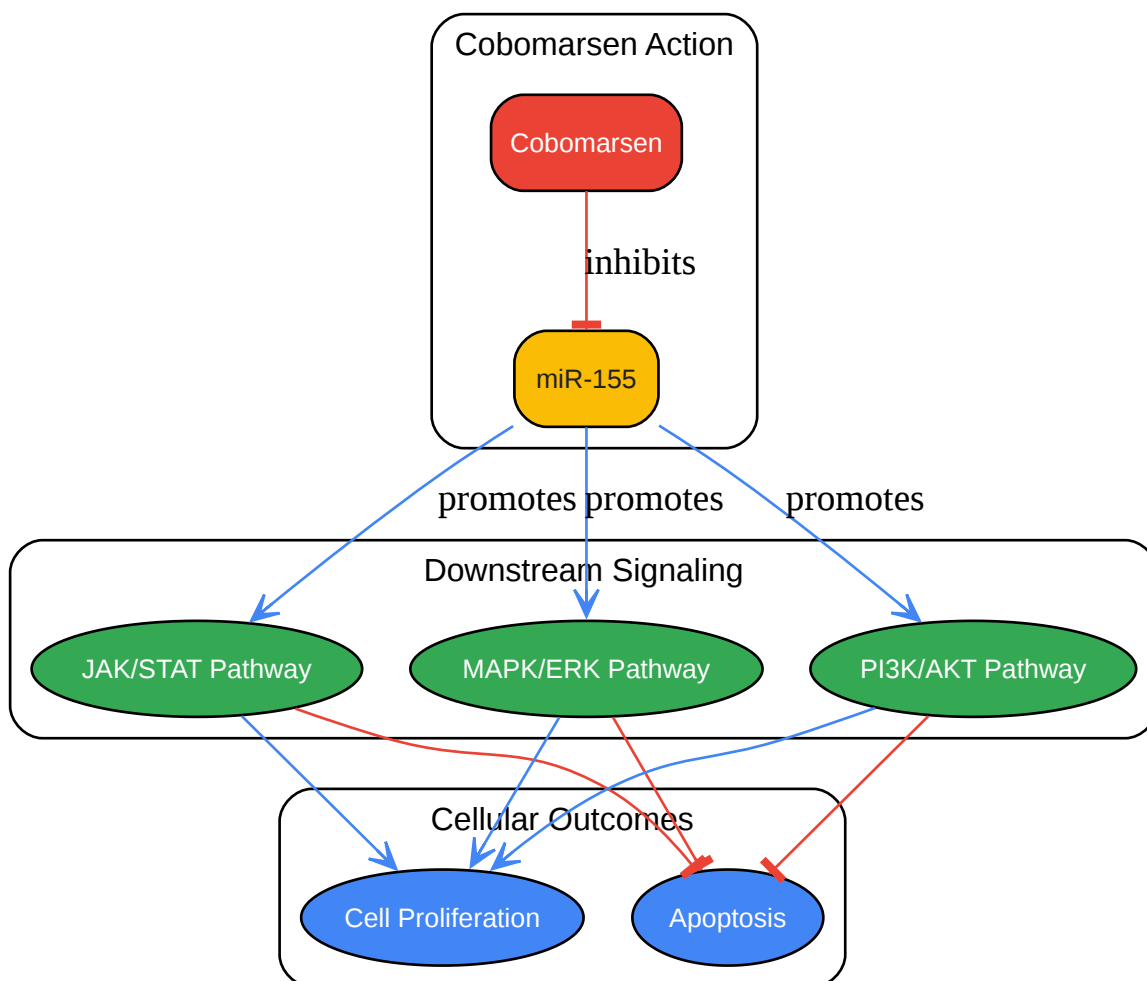 Cobomarsen Action
Cobomarsen
inhibits
miR-155
promotes promotes promotes
Downstream Signaling
JAK/STAT Pathway MAPK/ERK Pathway PI3K/AKT Pathway
Cellular Outcomes
Cell Proliferation Apoptosis